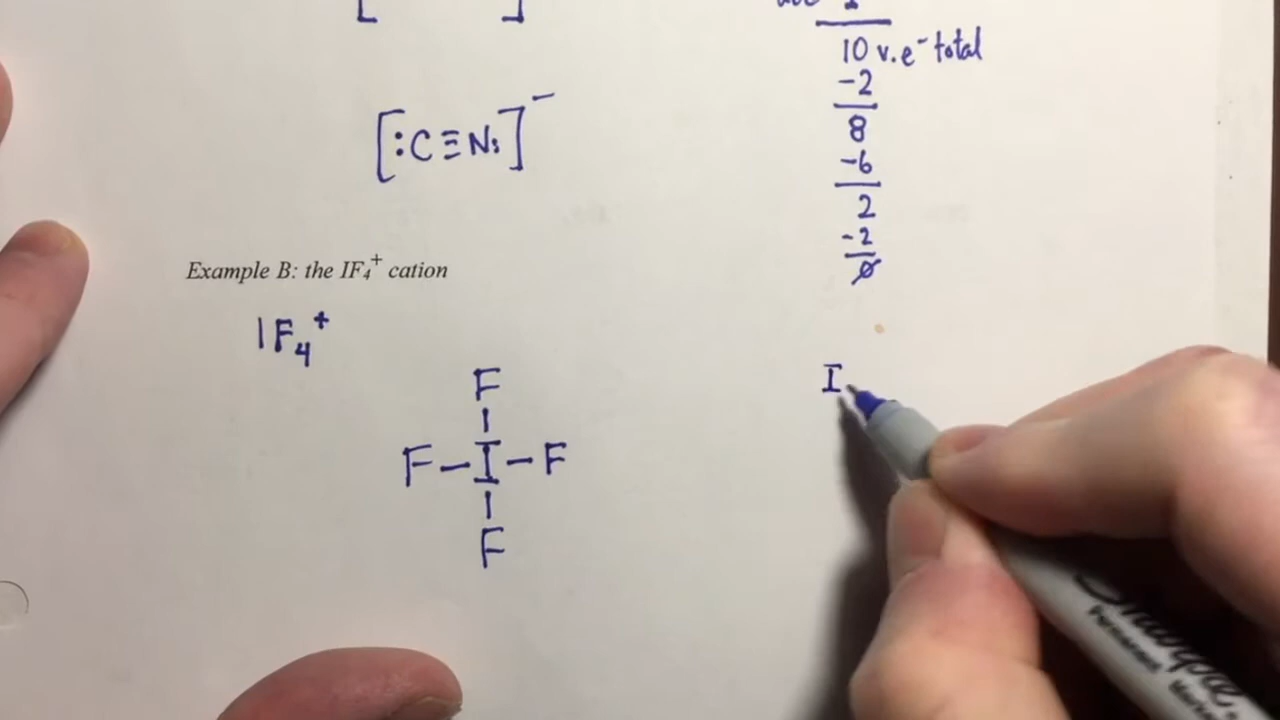 10 v.e⁻ total
-2
8
[:C≡N:]⁻
-6
2
-2
0
Example B: the IF₄⁺ cation
IF₄⁺
I
F
F-I-F
F
Sharpie